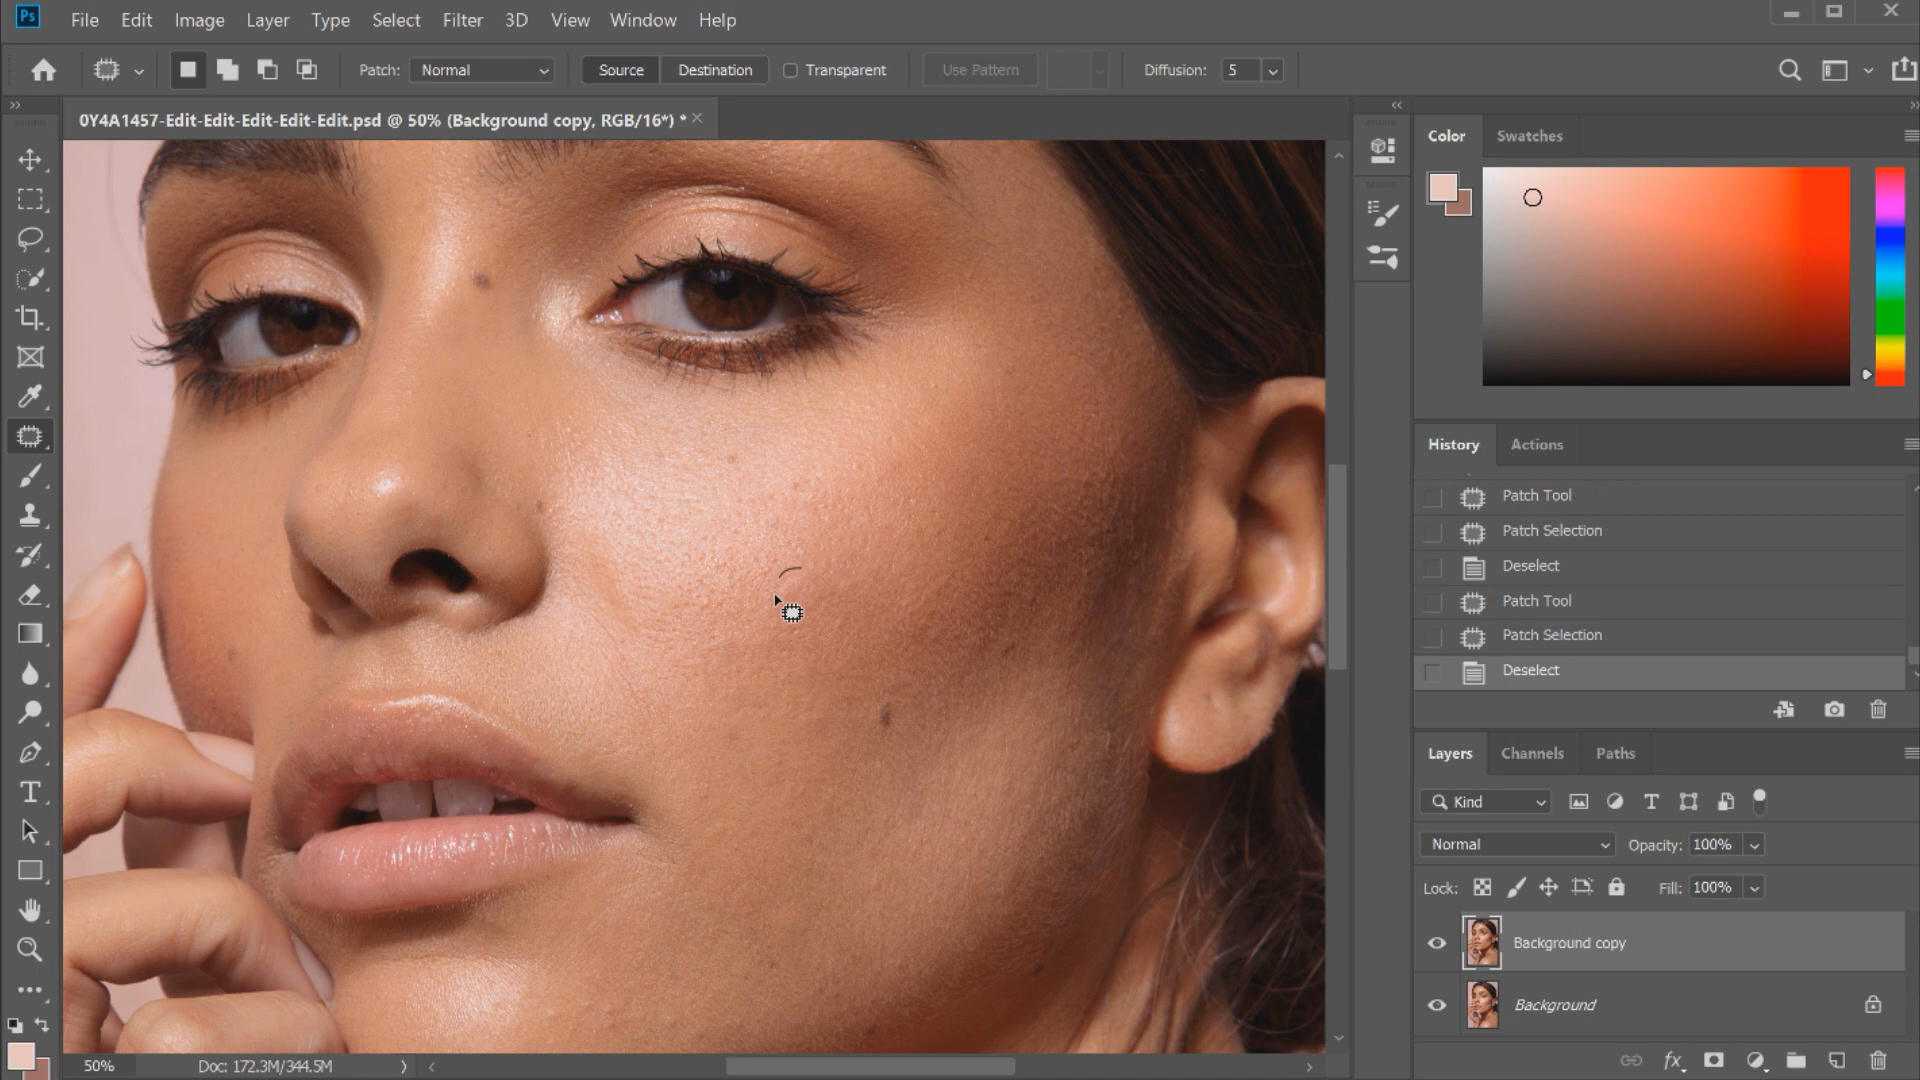 Ps File Edit Image Layer Type Select Filter 3D View Window Help
Patch: Normal Source Destination Transparent Use Pattern Diffusion: 5
0Y4A1457-Edit-Edit-Edit-Edit-Edit.psd @ 50% (Background copy, RGB/16*) *
Color Swatches
History Actions
Patch Tool
Patch Selection
Deselect
Patch Tool
Patch Selection
Deselect
Layers Channels Paths
Kind
Normal Opacity: 100%
Lock: Fill: 100%
Background copy
Background
50% Doc: 172.3M/344.5M